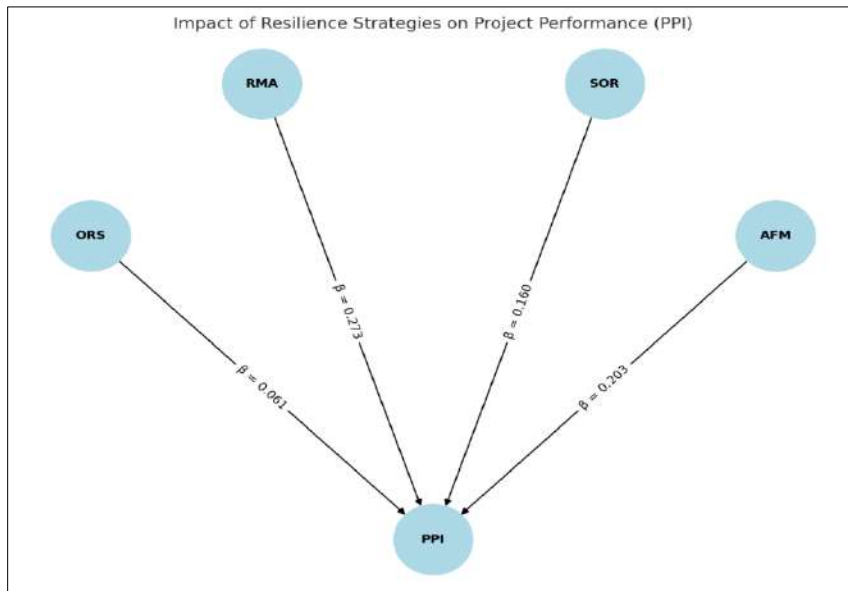 Impact of Resilience Strategies on Project Performance (PPI)
RMA
SOR
ORS
AFM
β = 0.273
β = 0.160
β = 0.061
β = 0.203
PPI